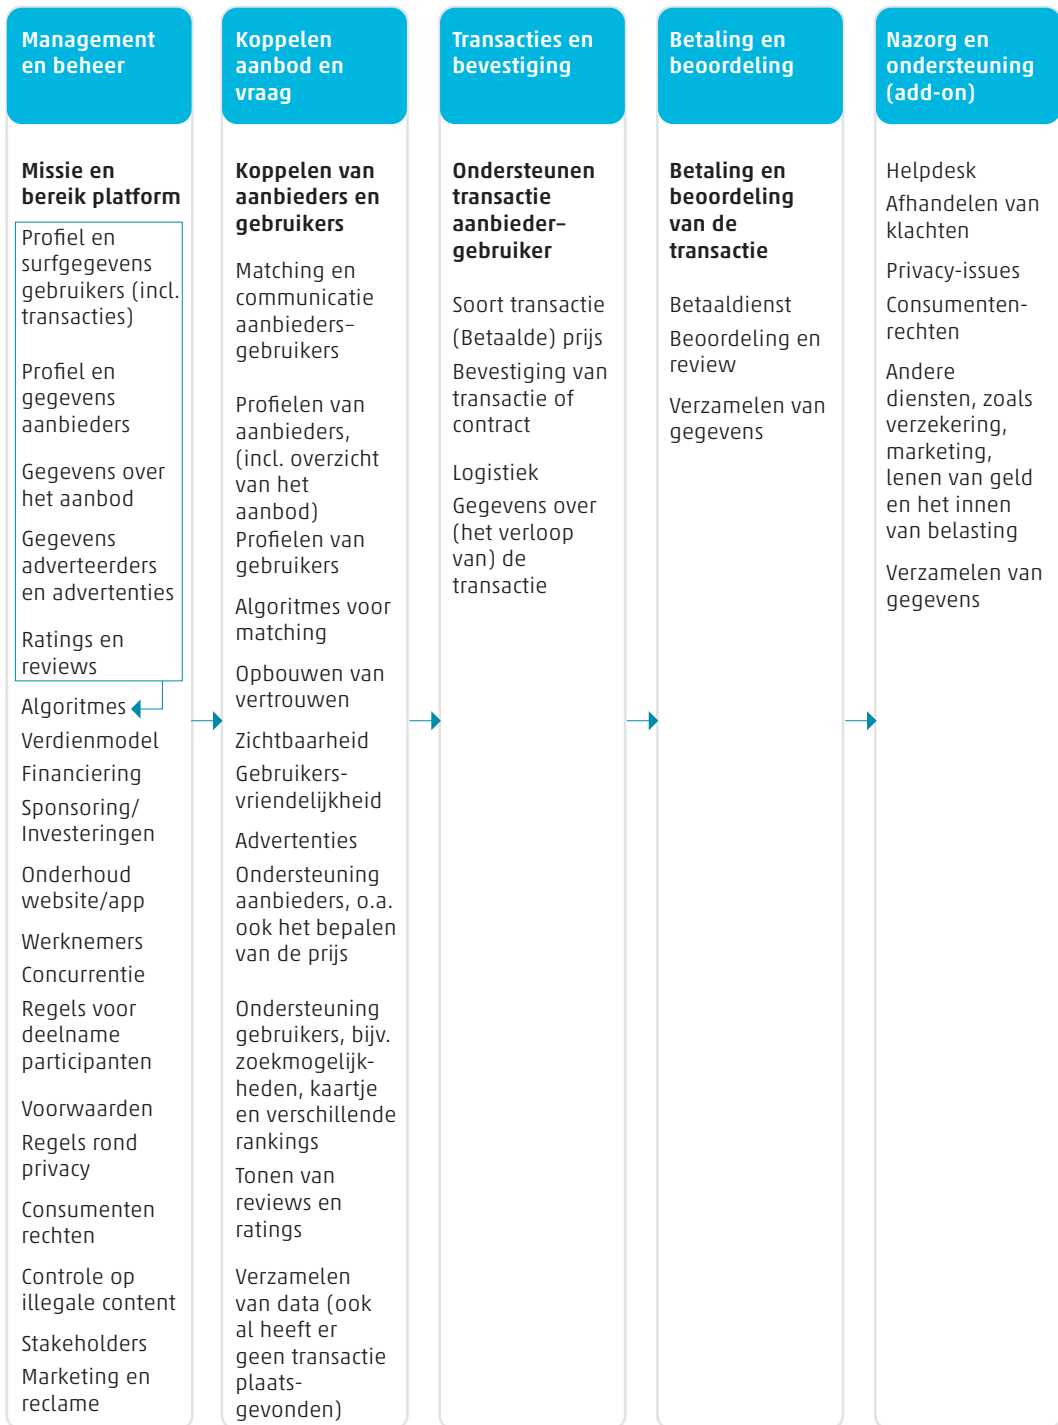 Management
en beheer
Missie en
bereik platform
Profiel en
surfgegevens
gebruikers (incl.
transacties)
Profiel en
gegevens
aanbieders
Gegevens over
het aanbod
Gegevens
adverteerders
en advertenties
Ratings en
reviews
Algoritmes
Verdienmodel
Financiering
Sponsoring/
Investeringen
Onderhoud
website/app
Werknemers
Concurrentie
Regels voor
deelname
participanten
Voorwaarden
Regels rond
privacy
Consumenten
rechten
Controle op
illegale content
Stakeholders
Marketing en
reclame
Koppelen
aanbod en
vraag
Koppelen van
aanbieders en
gebruikers
Matching en
communicatie
aanbieders–
gebruikers
Profielen van
aanbieders,
(incl. overzicht
van het
aanbod)
Profielen van
gebruikers
Algoritmes voor
matching
Opbouwen van
vertrouwen
Zichtbaarheid
Gebruikers-
vriendelijkheid
Advertenties
Ondersteuning
aanbieders, o.a.
ook het bepalen
van de prijs
Ondersteuning
gebruikers, bijv.
zoekmogelijk-
heden, kaartje
en verschillende
rankings
Tonen van
reviews en
ratings
Verzamelen
van data (ook
al heeft er
geen transactie
plaats-
gevonden)
Transacties en
bevestiging
Ondersteunen
transactie
aanbieder–
gebruiker
Soort transactie
(Betaalde) prijs
Bevestiging van
transactie of
contract
Logistiek
Gegevens over
(het verloop
van) de
transactie
Betaling en
beoordeling
Betaling en
beoordeling
van de
transactie
Betaaldienst
Beoordeling en
review
Verzamelen van
gegevens
Nazorg en
ondersteuning
(add-on)
Helpdesk
Afhandelen van
klachten
Privacy-issues
Consumenten-
rechten
Andere
diensten, zoals
verzekering,
marketing,
lenen van geld
en het innen
van belasting
Verzamelen van
gegevens